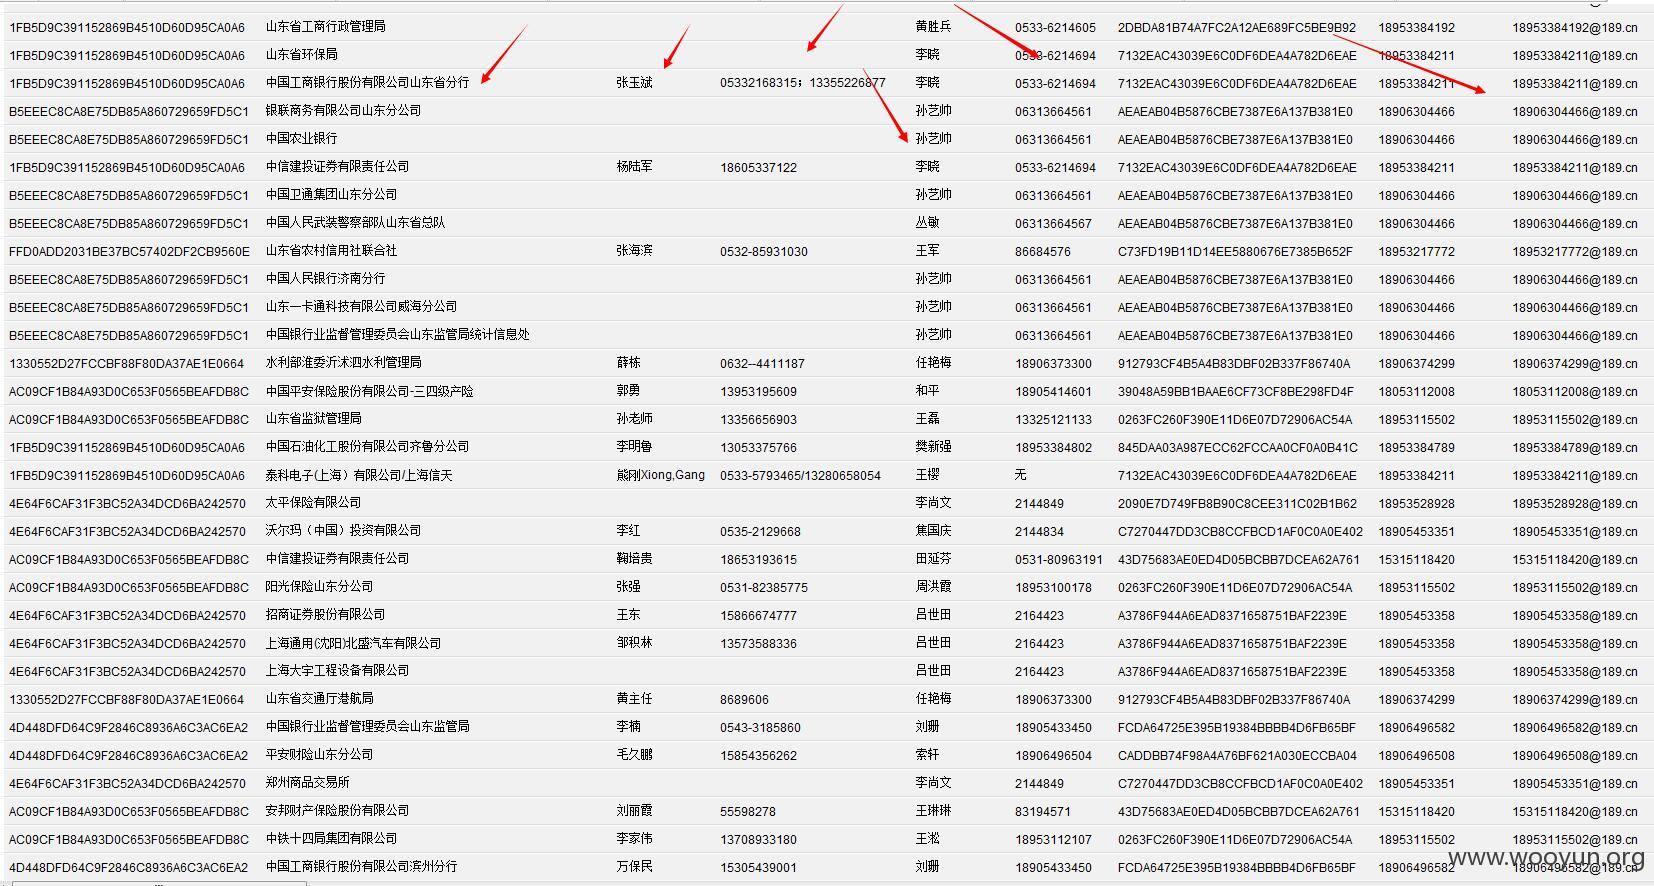 1FB5D9C391152869B4510D60D95CA0A6 山东省工商行政管理局 黄胜兵 0533-6214605 2DBDA81B74A7FC2A12AE689FC5BE9B92 18953384192 18953384192@189.cn
1FB5D9C391152869B4510D60D95CA0A6 山东省环保局 李晓 0533-6214694 7132EAC43039E6C0DF6DEA4A782D6EAE 18953384211 18953384211@189.cn
1FB5D9C391152869B4510D60D95CA0A6 中国工商银行股份有限公司山东省分行 张玉斌 05332168315；13355226877 李晓 0533-6214694 7132EAC43039E6C0DF6DEA4A782D6EAE 18953384211 18953384211@189.cn
B5EEEC8CA8E75DB85A860729659FD5C1 银联商务有限公司山东分公司 孙艺帅 06313664561 AEAEAB04B5876CBE7387E6A137B381E0 18906304466 18906304466@189.cn
B5EEEC8CA8E75DB85A860729659FD5C1 中国农业银行 孙艺帅 06313664561 AEAEAB04B5876CBE7387E6A137B381E0 18906304466 18906304466@189.cn
1FB5D9C391152869B4510D60D95CA0A6 中信建投证券有限责任公司 杨陆军 18605337122 李晓 0533-6214694 7132EAC43039E6C0DF6DEA4A782D6EAE 18953384211 18953384211@189.cn
B5EEEC8CA8E75DB85A860729659FD5C1 中国卫通集团山东分公司 孙艺帅 06313664561 AEAEAB04B5876CBE7387E6A137B381E0 18906304466 18906304466@189.cn
B5EEEC8CA8E75DB85A860729659FD5C1 中国人民武装警察部队山东省总队 丛敏 06313664567 AEAEAB04B5876CBE7387E6A137B381E0 18906304466 18906304466@189.cn
FFD0ADD2031BE37BC57402DF2CB9560E 山东省农村信用社联合社 张海滨 0532-85931030 王军 86684576 C73FD19B11D14EE5880676E7385B652F 18953217772 18953217772@189.cn
B5EEEC8CA8E75DB85A860729659FD5C1 中国人民银行济南分行 孙艺帅 06313664561 AEAEAB04B5876CBE7387E6A137B381E0 18906304466 18906304466@189.cn
B5EEEC8CA8E75DB85A860729659FD5C1 山东一卡通科技有限公司威海分公司 孙艺帅 06313664561 AEAEAB04B5876CBE7387E6A137B381E0 18906304466 18906304466@189.cn
B5EEEC8CA8E75DB85A860729659FD5C1 中国银行业监督管理委员会山东监管局统计信息处 孙艺帅 06313664561 AEAEAB04B5876CBE7387E6A137B381E0 18906304466 18906304466@189.cn
1330552D27FCCBF88F80DA37AE1E0664 水利部淮委沂沭泗水利管理局 薛栋 0632--4411187 任艳梅 18906373300 912793CF4B5A4B83DBF02B337F86740A 18906374299 18906374299@189.cn
AC09CF1B84A93D0C653F0565BEAFDB8C 中国平安保险股份有限公司-三四级产险 郭勇 13953195609 和平 18905414601 39048A59BB1BAAE6CF73CF8BE298FD4F 18053112008 18053112008@189.cn
AC09CF1B84A93D0C653F0565BEAFDB8C 山东省监狱管理局 孙老师 13356656903 王磊 13325121133 0263FC260F390E11D6E07D72906AC54A 18953115502 18953115502@189.cn
1FB5D9C391152869B4510D60D95CA0A6 中国石油化工股份有限公司齐鲁分公司 李明鲁 13053375766 樊新强 18953384802 845DAA03A987ECC62FCCAA0CF0A0B41C 18953384789 18953384789@189.cn
1FB5D9C391152869B4510D60D95CA0A6 泰科电子(上海）有限公司/上海信天 熊刚Xiong,Gang 0533-5793465/13280658054 王樱 无 7132EAC43039E6C0DF6DEA4A782D6EAE 18953384211 18953384211@189.cn
4E64F6CAF31F3BC52A34DCD6BA242570 太平保险有限公司 李尚文 2144849 2090E7D749FB8B90C8CEE311C02B1B62 18953528928 18953528928@189.cn
4E64F6CAF31F3BC52A34DCD6BA242570 沃尔玛（中国）投资有限公司 李红 0535-2129668 焦国庆 2144834 C7270447DD3CB8CCFBCD1AF0C0A0E402 18905453351 18905453351@189.cn
AC09CF1B84A93D0C653F0565BEAFDB8C 中信建投证券有限责任公司 鞠培贵 18653193615 田延芬 0531-80963191 43D75683AE0ED4D05BCBB7DCEA62A761 15315118420 15315118420@189.cn
AC09CF1B84A93D0C653F0565BEAFDB8C 阳光保险山东分公司 张强 0531-82385775 周洪霞 18953100178 0263FC260F390E11D6E07D72906AC54A 18953115502 18953115502@189.cn
4E64F6CAF31F3BC52A34DCD6BA242570 招商证券股份有限公司 王东 15866674777 吕世田 2164423 A3786F944A6EAD8371658751BAF2239E 18905453358 18905453358@189.cn
4E64F6CAF31F3BC52A34DCD6BA242570 上海通用(沈阳)北盛汽车有限公司 邹积林 13573588336 吕世田 2164423 A3786F944A6EAD8371658751BAF2239E 18905453358 18905453358@189.cn
4E64F6CAF31F3BC52A34DCD6BA242570 上海大宇工程设备有限公司 吕世田 2164423 A3786F944A6EAD8371658751BAF2239E 18905453358 18905453358@189.cn
1330552D27FCCBF88F80DA37AE1E0664 山东省交通厅港航局 黄主任 8689606 任艳梅 18906373300 912793CF4B5A4B83DBF02B337F86740A 18906374299 18906374299@189.cn
4D448DFD64C9F2846C8936A6C3AC6EA2 中国银行业监督管理委员会山东监管局 李楠 0543-3185860 刘珊 18905433450 FCDA64725E395B19384BBBB4D6FB65BF 18906496582 18906496582@189.cn
4D448DFD64C9F2846C8936A6C3AC6EA2 平安财险山东分公司 毛久鹏 15854356262 索轩 18906496504 CADDBB74F98A4A76BF621A030ECCBA04 18906496508 18906496508@189.cn
4E64F6CAF31F3BC52A34DCD6BA242570 郑州商品交易所 李尚文 2144849 C7270447DD3CB8CCFBCD1AF0C0A0E402 18905453351 18905453351@189.cn
AC09CF1B84A93D0C653F0565BEAFDB8C 安邦财产保险股份有限公司 刘丽霞 55598278 王琳琳 83194571 43D75683AE0ED4D05BCBB7DCEA62A761 15315118420 15315118420@189.cn
AC09CF1B84A93D0C653F0565BEAFDB8C 中铁十四局集团有限公司 李家伟 13708933180 王淞 18953112107 0263FC260F390E11D6E07D72906AC54A 18953115502 18953115502@189.cn
4D448DFD64C9F2846C8936A6C3AC6EA2 中国工商银行股份有限公司滨州分行 万保民 15305439001 刘珊 18905433450 FCDA64725E395B19384BBBB4D6FB65BF 18906496582 18906496582@189.cn
www.wooyun.org